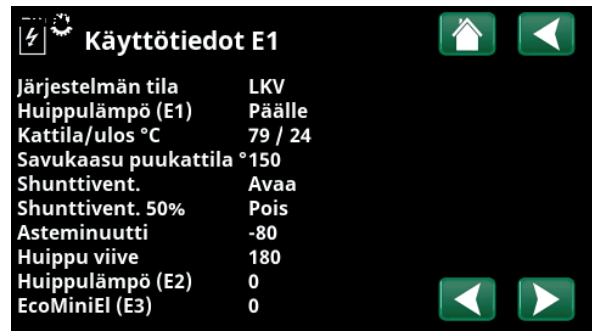 Käyttötiedot E1
Järjestelmän tila LKV
Huippulämpö (E1) Päälle
Kattila/ulos °C 79 / 24
Savukaasu puukattila ° 150
Shunttivent. Avaa
Shunttivent. 50% Pois
Asteminuutti -80
Huippu viive 180
Huippulämpö (E2) 0
EcoMiniEl (E3) 0